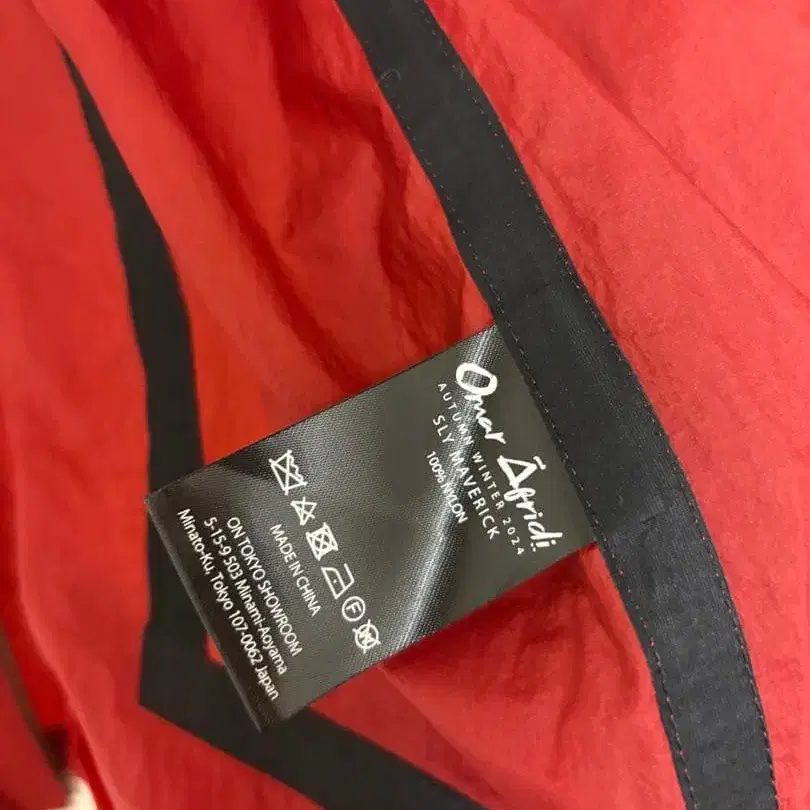 Omar Āfridi
AUTUMN WINTER 2024
SLY MAVERICK
100% NYLON
F
MADE IN CHINA
ON TOKYO SHOWROOM
5-15-9 503 Minami-Aoyama
Minato-Ku, Tokyo 107-0062 Japan